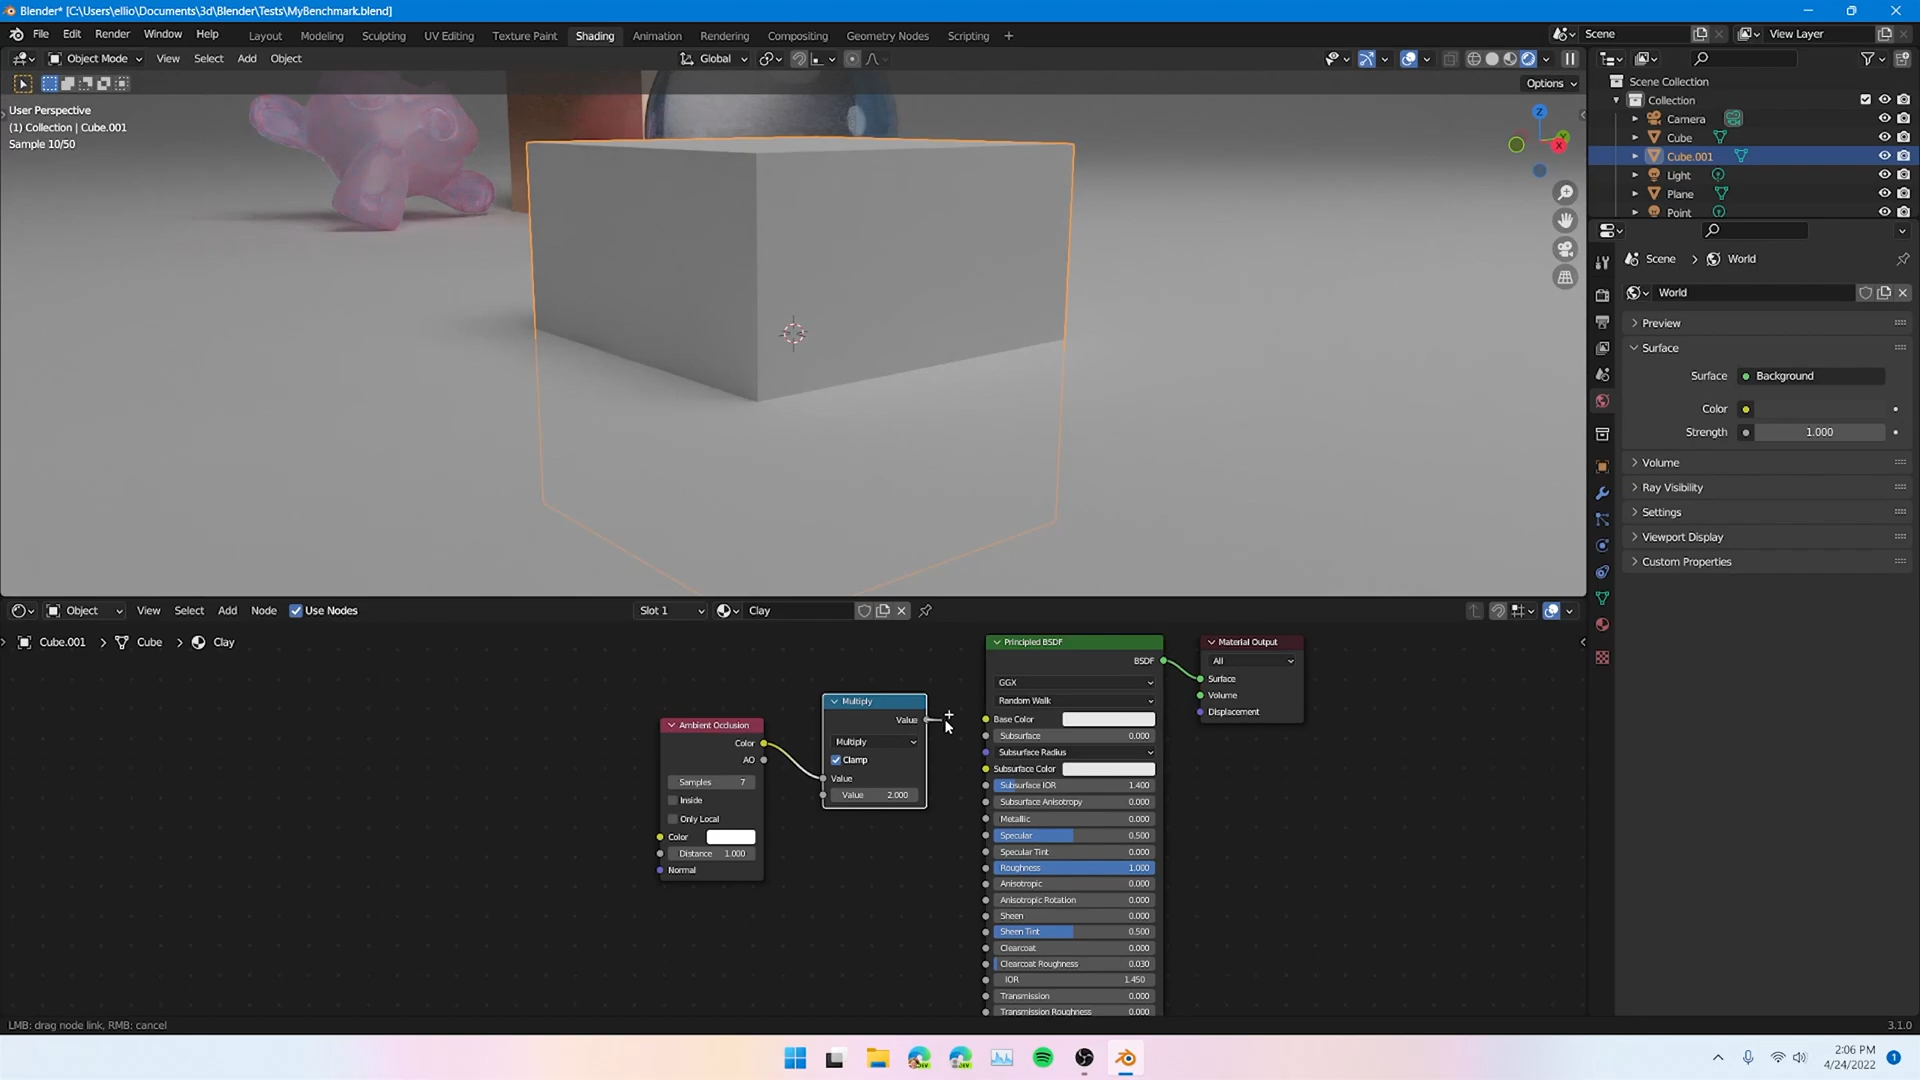 Blender* [C:\Users\ellio\Documents\3d\Blender\Tests\MyBenchmark.blend]
File Edit Render Window Help
Layout Modeling Sculpting UV Editing Texture Paint Shading Animation Rendering Compositing Geometry Nodes Scripting
Scene
View Layer
Object Mode View Select Add Object
Global
Options
User Perspective
(1) Collection | Cube.001
Sample 10/50
Z
Y
X
Scene Collection
Collection
Camera
Cube
Cube.001
Light
Plane
Point
Scene World
World
Preview
Surface
Surface Background
Color
Strength 1.000
Volume
Ray Visibility
Settings
Viewport Display
Custom Properties
Object View Select Add Node Use Nodes
Slot 1
Clay
Cube.001 Cube Clay
Ambient Occlusion
Color
AO
Samples 7
Inside
Only Local
Color
Distance 1.000
Normal
Multiply
Value
Multiply
Clamp
Value
Value 2.000
Principled BSDF
BSDF
GGX
Random Walk
Base Color
Subsurface 0.000
Subsurface Radius
Subsurface Color
Subsurface IOR 1.400
Subsurface Anisotropy 0.000
Metallic 0.000
Specular 0.500
Specular Tint 0.000
Roughness 1.000
Anisotropic 0.000
Anisotropic Rotation 0.000
Sheen 0.000
Sheen Tint 0.500
Clearcoat 0.000
Clearcoat Roughness 0.030
IOR 1.450
Transmission 0.000
Transmission Roughness 0.000
Material Output
All
Surface
Volume
Displacement
LMB: drag node link, RMB: cancel
3.1.0
2:06 PM
4/24/2022
1